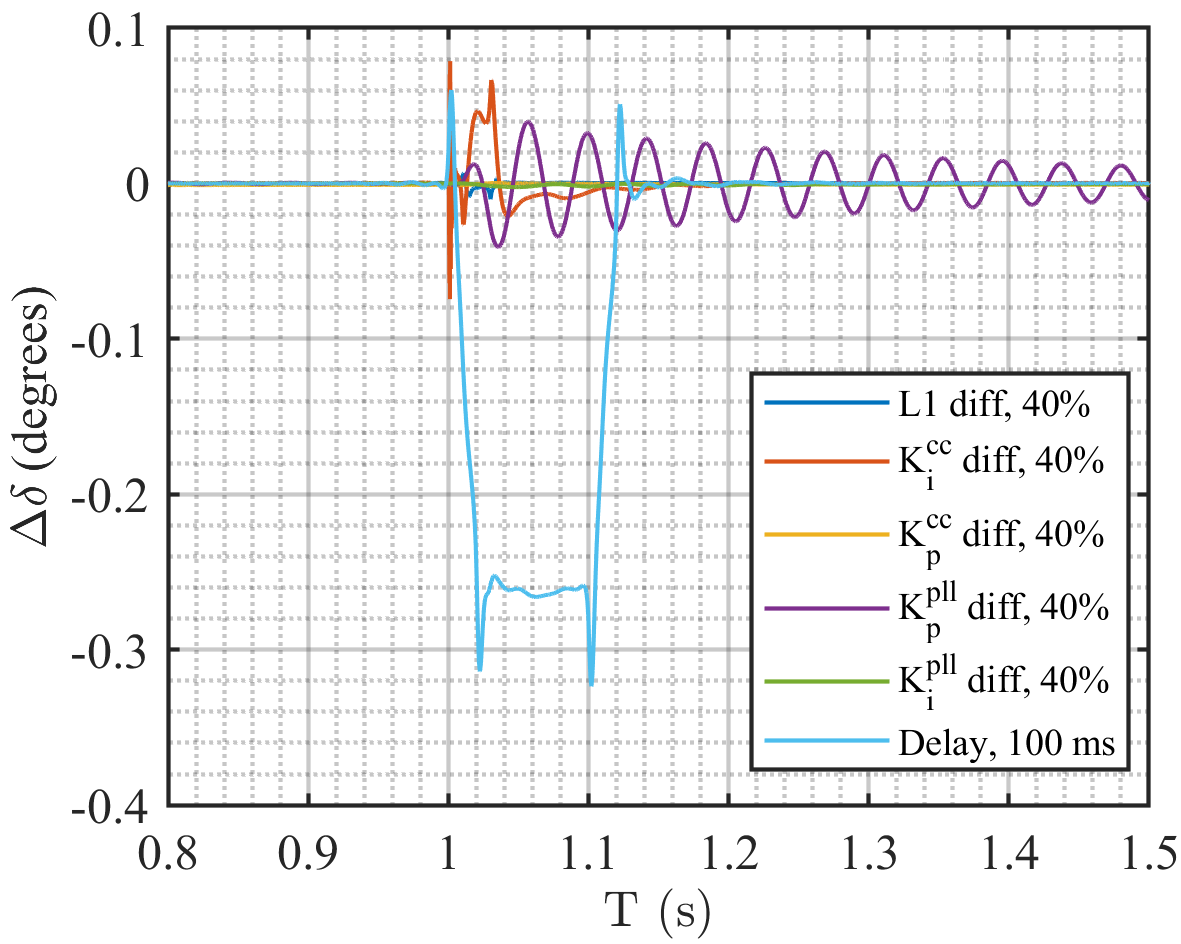 0.1
0
-0.1
-0.2
-0.3
-0.4
Δδ (degrees)
L1 diff, 40%
K_i^cc diff, 40%
K_p^cc diff, 40%
K_p^pll diff, 40%
K_i^pll diff, 40%
Delay, 100 ms
0.8 0.9 1 1.1 1.2 1.3 1.4 1.5
T (s)